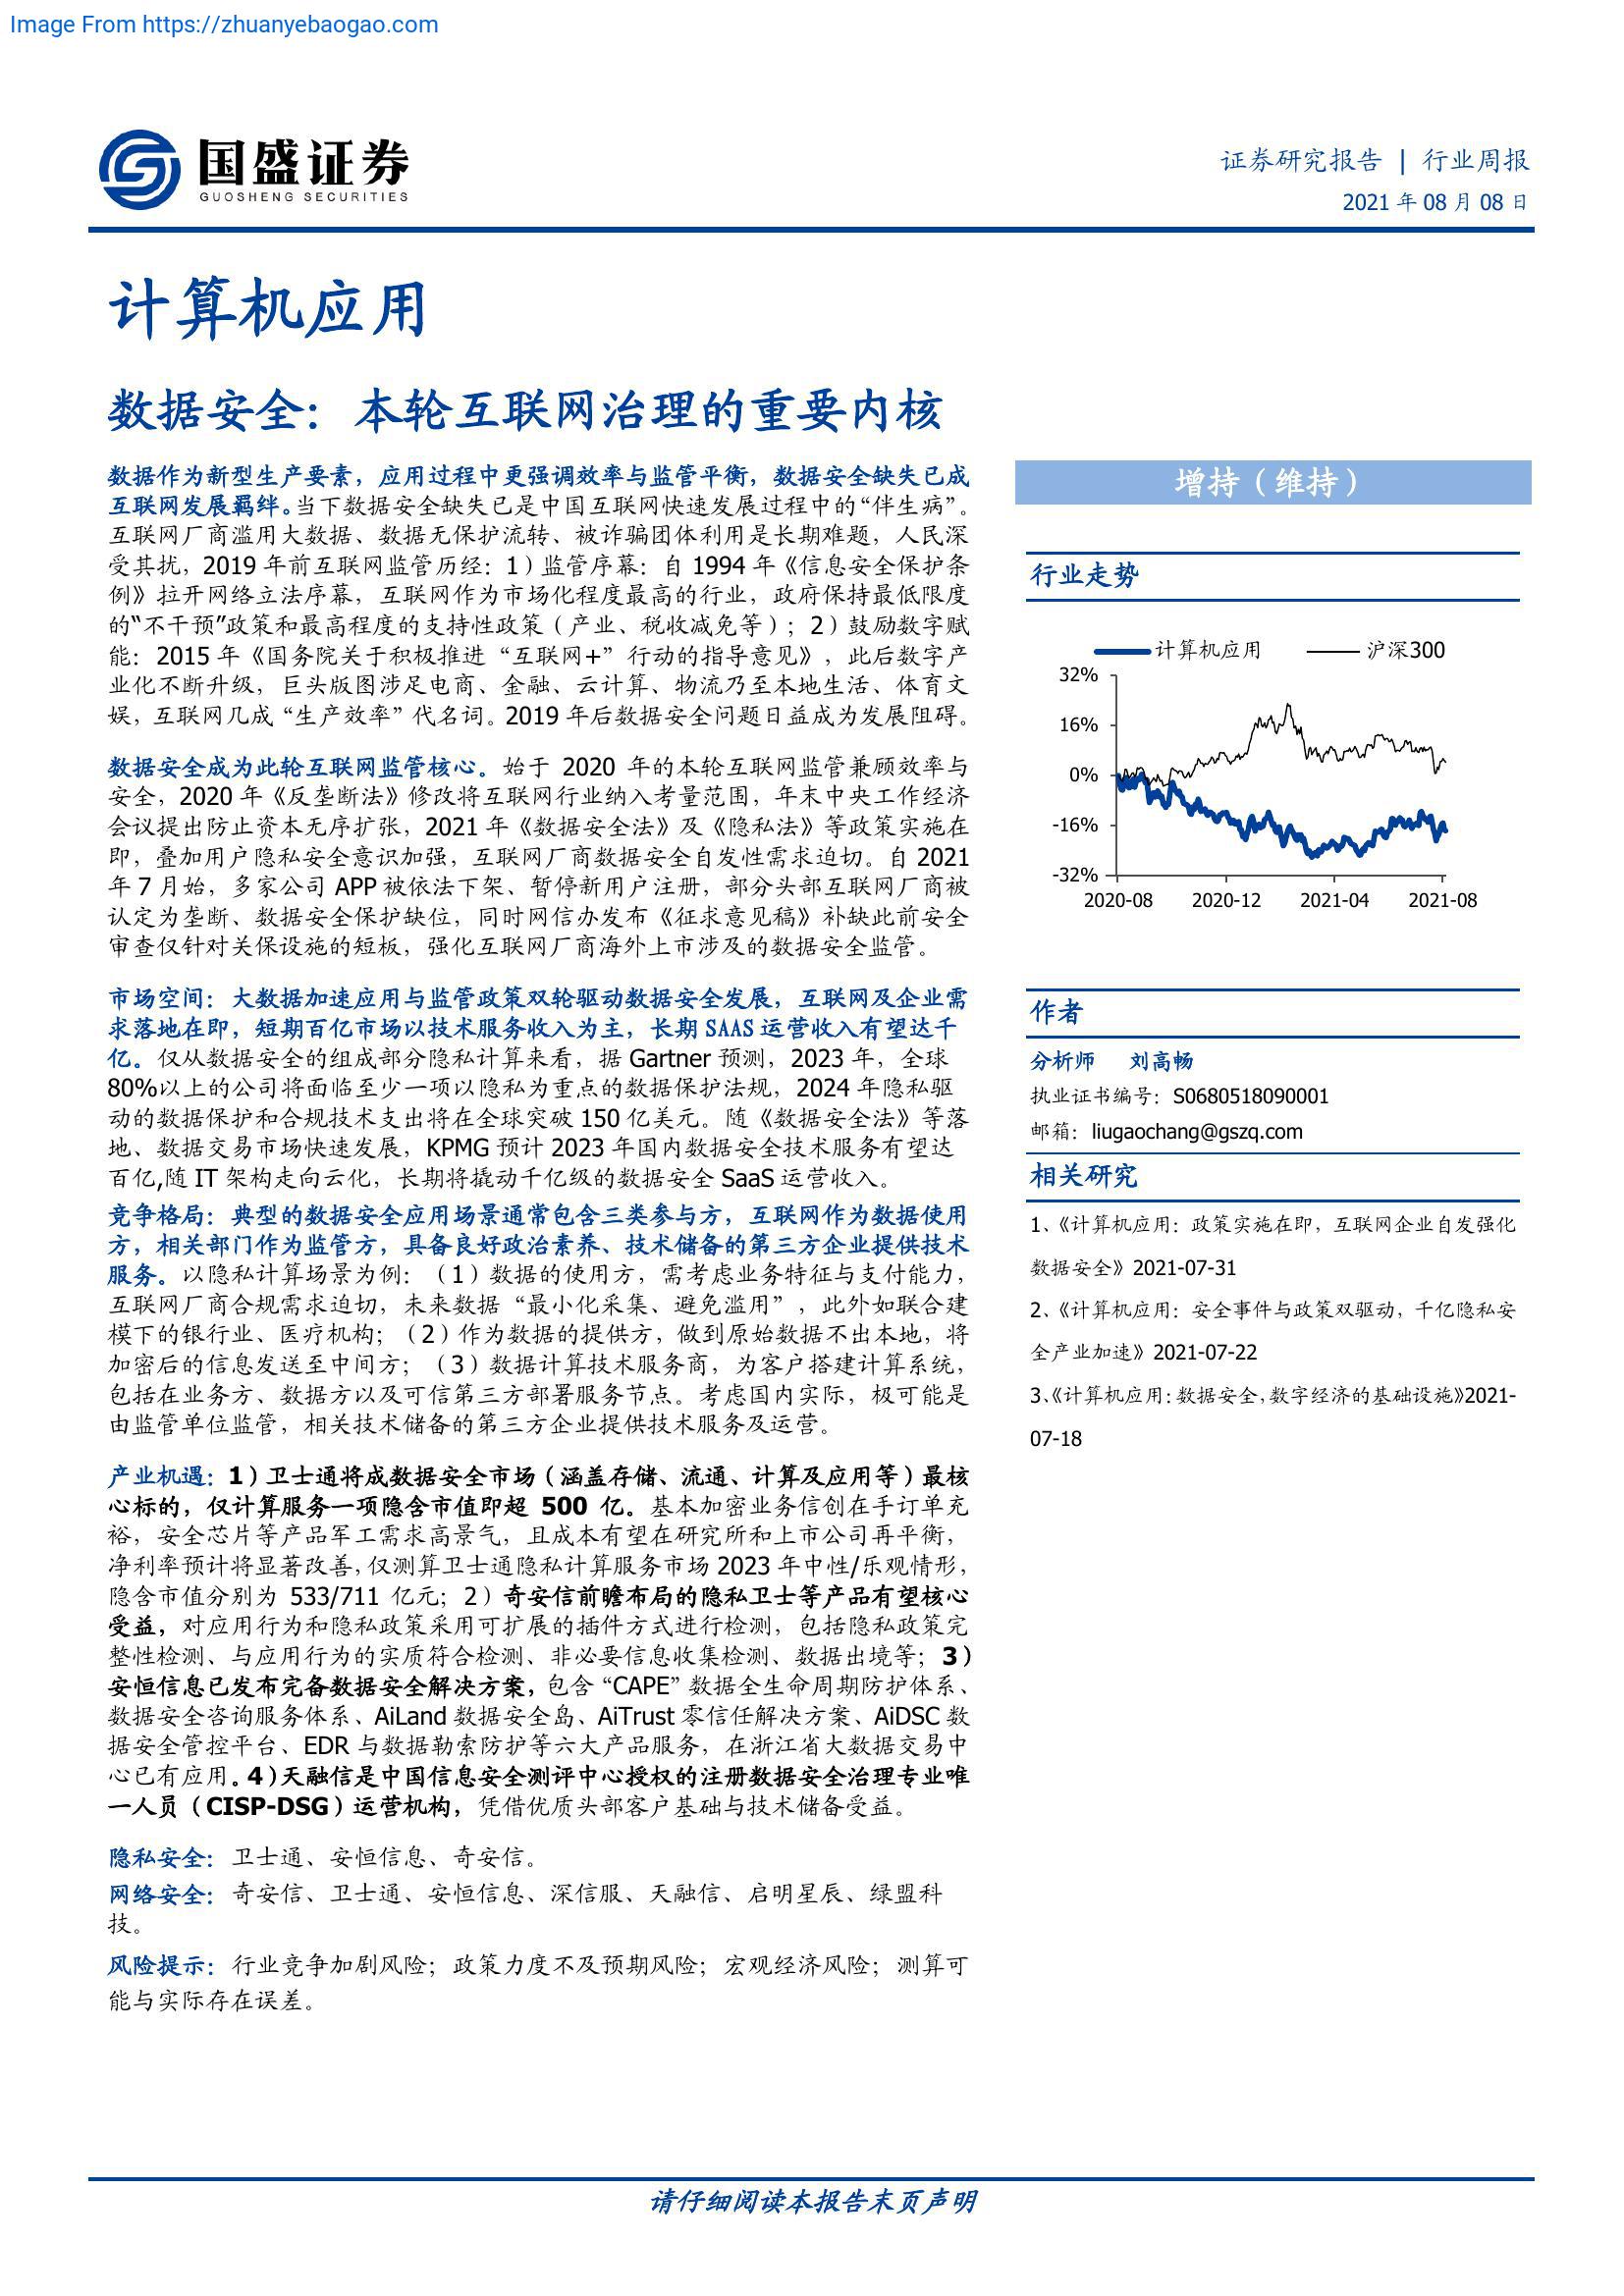 Image From https://zhuanyebaogao.com
国盛证券
GUOSHENG SECURITIES
证券研究报告 | 行业周报
2021 年 08 月 08 日
计算机应用
数据安全：本轮互联网治理的重要内核
数据作为新型生产要素，应用过程中更强调效率与监管平衡，数据安全缺失已成
互联网发展羁绊。当下数据安全缺失已是中国互联网快速发展过程中的“伴生病”。
互联网厂商滥用大数据、数据无保护流转、被诈骗团体利用是长期难题，人民深
受其扰，2019 年前互联网监管历经：1）监管序幕：自 1994 年《信息安全保护条
例》拉开网络立法序幕，互联网作为市场化程度最高的行业，政府保持最低限度
的“不干预”政策和最高程度的支持性政策（产业、税收减免等）；2）鼓励数字赋
能：2015 年《国务院关于积极推进“互联网+”行动的指导意见》，此后数字产
业化不断升级，巨头版图涉足电商、金融、云计算、物流乃至本地生活、体育文
娱，互联网几成“生产效率”代名词。2019 年后数据安全问题日益成为发展阻碍。
数据安全成为此轮互联网监管核心。始于 2020 年的本轮互联网监管兼顾效率与
安全，2020 年《反垄断法》修改将互联网行业纳入考量范围，年末中央工作经济
会议提出防止资本无序扩张，2021 年《数据安全法》及《隐私法》等政策实施在
即，叠加用户隐私安全意识加强，互联网厂商数据安全自发性需求迫切。自 2021
年 7 月始，多家公司 APP 被依法下架、暂停新用户注册，部分头部互联网厂商被
认定为垄断、数据安全保护缺位，同时网信办发布《征求意见稿》补缺此前安全
审查仅针对关保设施的短板，强化互联网厂商海外上市涉及的数据安全监管。
市场空间：大数据加速应用与监管政策双轮驱动数据安全发展，互联网及企业需
求落地在即，短期百亿市场以技术服务收入为主，长期 SAAS 运营收入有望达千
亿。仅从数据安全的组成部分隐私计算来看，据 Gartner 预测，2023 年，全球
80%以上的公司将面临至少一项以隐私为重点的数据保护法规，2024 年隐私驱
动的数据保护和合规技术支出将在全球突破 150 亿美元。随《数据安全法》等落
地、数据交易市场快速发展，KPMG 预计 2023 年国内数据安全技术服务有望达
百亿,随 IT 架构走向云化，长期将撬动千亿级的数据安全 SaaS 运营收入。
竞争格局：典型的数据安全应用场景通常包含三类参与方，互联网作为数据使用
方，相关部门作为监管方，具备良好政治素养、技术储备的第三方企业提供技术
服务。以隐私计算场景为例：（1）数据的使用方，需考虑业务特征与支付能力，
互联网厂商合规需求迫切，未来数据“最小化采集、避免滥用”，此外如联合建
模下的银行业、医疗机构；（2）作为数据的提供方，做到原始数据不出本地，将
加密后的信息发送至中间方；（3）数据计算技术服务商，为客户搭建计算系统，
包括在业务方、数据方以及可信第三方部署服务节点。考虑国内实际，极可能是
由监管单位监管，相关技术储备的第三方企业提供技术服务及运营。
产业机遇：1）卫士通将成数据安全市场（涵盖存储、流通、计算及应用等）最核
心标的，仅计算服务一项隐含市值即超 500 亿。基本加密业务信创在手订单充
裕，安全芯片等产品军工需求高景气，且成本有望在研究所和上市公司再平衡，
净利率预计将显著改善，仅测算卫士通隐私计算服务市场 2023 年中性/乐观情形，
隐含市值分别为 533/711 亿元；2）奇安信前瞻布局的隐私卫士等产品有望核心
受益，对应用行为和隐私政策采用可扩展的插件方式进行检测，包括隐私政策完
整性检测、与应用行为的实质符合检测、非必要信息收集检测、数据出境等；3）
安恒信息已发布完备数据安全解决方案，包含“CAPE”数据全生命周期防护体系、
数据安全咨询服务体系、AiLand 数据安全岛、AiTrust 零信任解决方案、AiDSC 数
据安全管控平台、EDR 与数据勒索防护等六大产品服务，在浙江省大数据交易中
心已有应用。4）天融信是中国信息安全测评中心授权的注册数据安全治理专业唯
一人员（CISP-DSG）运营机构，凭借优质头部客户基础与技术储备受益。
隐私安全：卫士通、安恒信息、奇安信。
网络安全：奇安信、卫士通、安恒信息、深信服、天融信、启明星辰、绿盟科
技。
风险提示：行业竞争加剧风险；政策力度不及预期风险；宏观经济风险；测算可
能与实际存在误差。
增持（维持）
行业走势
计算机应用 沪深300
32%
16%
0%
-16%
-32%
2020-08 2020-12 2021-04 2021-08
作者
分析师 刘高畅
执业证书编号：S0680518090001
邮箱：liugaochang@gszq.com
相关研究
1、《计算机应用：政策实施在即，互联网企业自发强化
数据安全》2021-07-31
2、《计算机应用：安全事件与政策双驱动，千亿隐私安
全产业加速》2021-07-22
3、《计算机应用：数据安全，数字经济的基础设施》2021-
07-18
请仔细阅读本报告末页声明